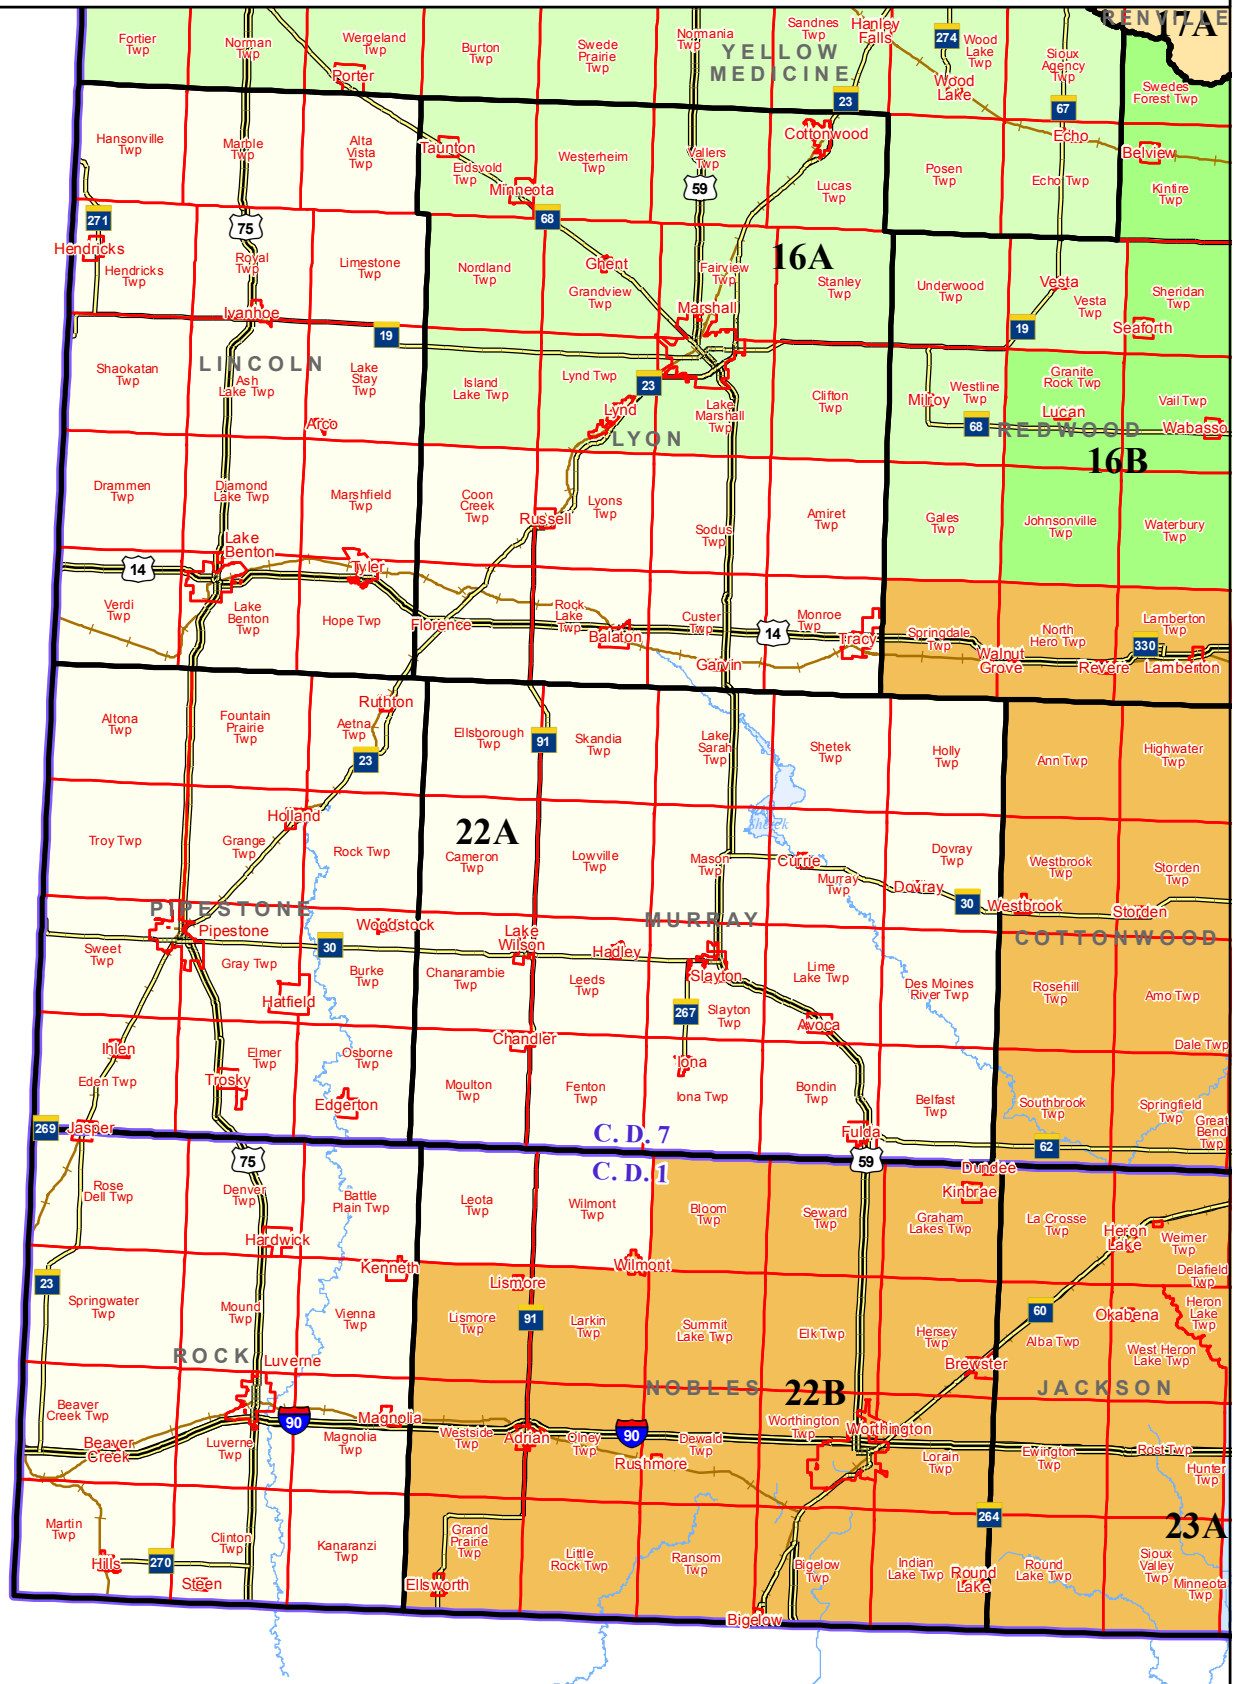 RENVILLE
17A
Fortier
Twp
Norman
Twp
Wergeland
Twp
Porter
Burton
Twp
Swede
Prairie
Twp
Normania
Twp
Sandnes
Twp
Hanley
Falls
274
Wood
Lake
Twp
Wood
Lake
Sioux
Agency
Twp
Swedes
Forest Twp
YELLOW
MEDICINE
23
67
Hansonville
Twp
Marble
Twp
Alta
Vista
Twp
Taunton
Eidsvold
Twp
Minneota
Westerheim
Twp
Vallers
Twp
59
Cottonwood
Lucas
Twp
Posen
Twp
Echo
Echo Twp
Belview
Kintire
Twp
271
75
68
Hendricks
Hendricks
Twp
Royal
Twp
Limestone
Twp
Nordland
Twp
Ghent
Grandview
Twp
Fairview
Twp
16A
Stanley
Twp
Underwood
Twp
Vesta
Vesta
Twp
Sheridan
Twp
Ivanhoe
19
Marshall
19
Seaforth
LINCOLN
Shaokatan
Twp
Ash
Lake Twp
Lake
Stay
Twp
Island
Lake Twp
Lynd Twp
23
Lake
Marshall
Twp
Clifton
Twp
Westline
Twp
Granite
Rock Twp
Vail Twp
Milroy
Lucan
Wabasso
Arco
Lynd
LYON
68
REDWOOD
16B
Drammen
Twp
Diamond
Lake Twp
Marshfield
Twp
Coon
Creek
Twp
Russell
Lyons
Twp
Sodus
Twp
Amiret
Twp
Gales
Twp
Johnsonville
Twp
Waterbury
Twp
Lake
Benton
14
Tyler
Verdi
Twp
Lake
Benton
Twp
Hope Twp
Florence
Rock
Lake
Twp
Balaton
Custer
Twp
14
Monroe
Twp
Tracy
Springdale
Twp
North
Hero Twp
Lamberton
Twp
330
Walnut
Grove
Revere
Lamberton
Garvin
Altona
Twp
Fountain
Prairie
Twp
Ruthton
Aetna
Twp
23
Ellsborough
Twp
91
Skandia
Twp
Lake
Sarah
Twp
Shetek
Twp
Holly
Twp
Ann Twp
Highwater
Twp
Holland
Troy Twp
Grange
Twp
Rock Twp
22A
Cameron
Twp
Lowville
Twp
Mason
Twp
Currie
Murray
Twp
Dovray
Twp
Dovray
30
Westbrook
Twp
Storden
Twp
Westbrook
Storden
PIPESTONE
Pipestone
Woodstock
MURRAY
COTTONWOOD
Sweet
Twp
Gray Twp
30
Burke
Twp
Lake
Wilson
Hadley
Slayton
Chanarambie
Twp
Leeds
Twp
Lime
Lake Twp
Des Moines
River Twp
Rosehill
Twp
Amo Twp
Hatfield
267
Slayton
Twp
Avoca
Ihlen
Elmer
Twp
Osborne
Twp
Chandler
Iona
Dale Twp
Eden Twp
Trosky
Edgerton
Moulton
Twp
Fenton
Twp
Iona Twp
Bondin
Twp
Belfast
Twp
Southbrook
Twp
Springfield
Twp
Great
Bend
Twp
269
Jasper
C. D. 7
Fulda
62
75
C. D. 1
59
Dundee
Rose
Dell Twp
Denver
Twp
Battle
Plain Twp
Leota
Twp
Wilmont
Twp
Bloom
Twp
Seward
Twp
Kinbrae
Graham
Lakes Twp
La Crosse
Twp
Heron
Lake
Weimer
Twp
Hardwick
Kenneth
Lismore
Wilmont
Delafield
Twp
23
Springwater
Twp
Mound
Twp
Vienna
Twp
Lismore
Twp
91
Larkin
Twp
Summit
Lake Twp
Elk Twp
Hersey
Twp
60
Alba Twp
Okabena
Heron
Lake
Twp
ROCK
Luverne
Brewster
West Heron
Lake Twp
NOBLES
22B
JACKSON
Beaver
Creek Twp
90
Magnolia
Westside
Twp
Adrian
Olney
Twp
90
Dewald
Twp
Worthington
Twp
Worthington
Beaver
Creek
Luverne
Twp
Magnolia
Twp
Rushmore
Lorain
Twp
Ewington
Twp
Rost Twp
Hunter
Twp
Martin
Twp
Clinton
Twp
Kanaranzi
Twp
Grand
Prairie
Twp
264
23A
Hills
270
Steen
Ellsworth
Little
Rock Twp
Ransom
Twp
Bigelow
Twp
Indian
Lake Twp
Round
Lake
Round
Lake Twp
Sioux
Valley
Twp
Minneota
Twp
Bigelow